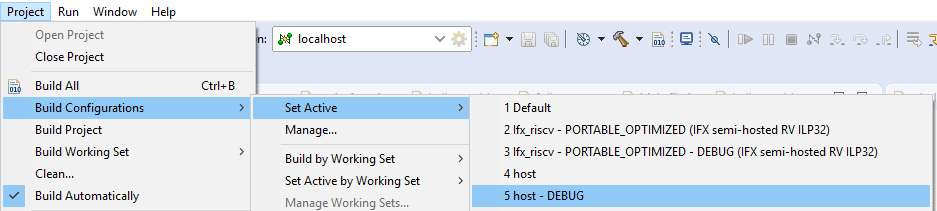 Project Run Window Help
Open Project
on: localhost
Close Project
Build All Ctrl+B
Build Configurations
Set Active
1 Default
Build Project
Manage...
2 Ifx_riscv - PORTABLE_OPTIMIZED (IFX semi-hosted RV ILP32)
Build Working Set
Build by Working Set
3 Ifx_riscv - PORTABLE_OPTIMIZED - DEBUG (IFX semi-hosted RV ILP32)
Clean...
Set Active by Working Set
4 host
Build Automatically
Manage Working Sets...
5 host - DEBUG